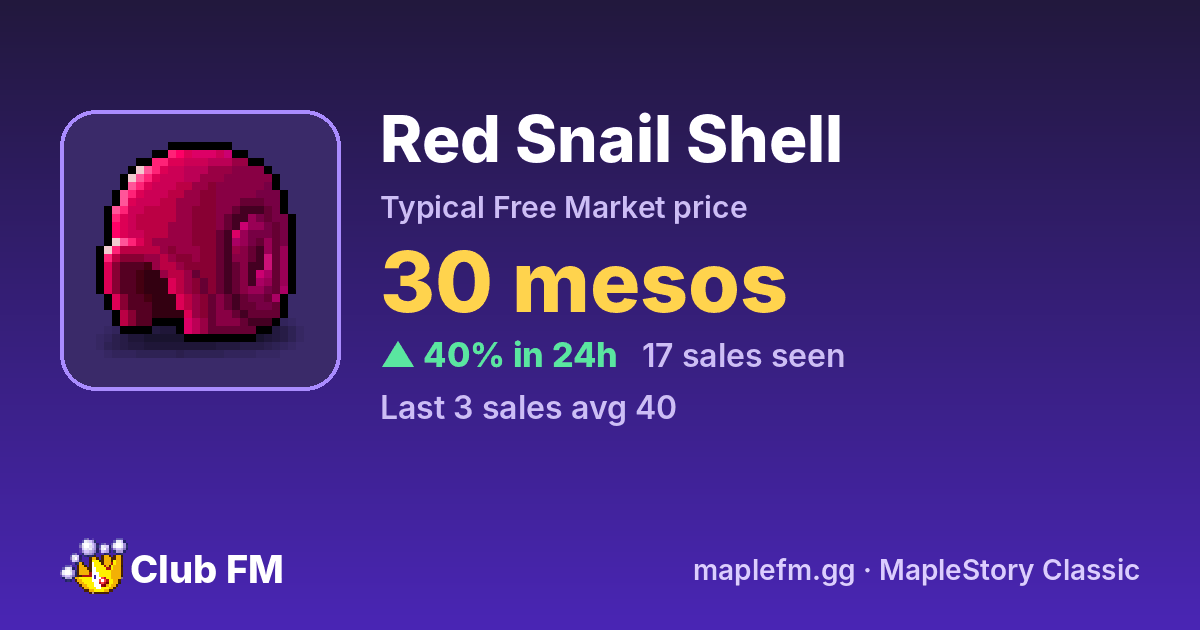 Red Snail Shell
Typical Free Market price
30 mesos
▲ 40% in 24h 17 sales seen
Last 3 sales avg 40
Club FM
maplefm.gg · MapleStory Classic